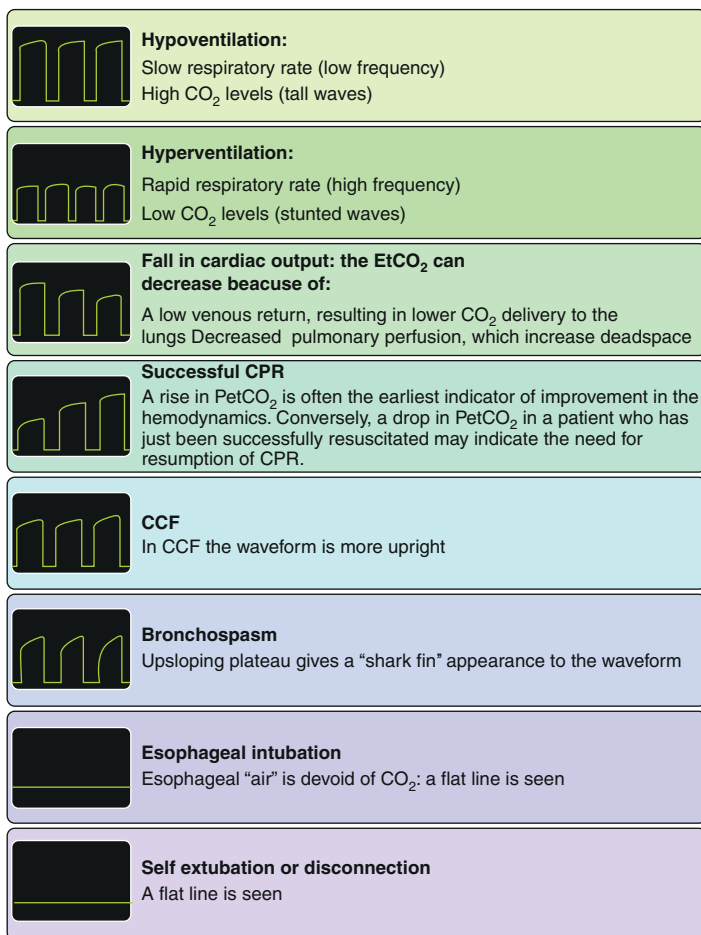 Hypoventilation:
Slow respiratory rate (low frequency)
High CO₂ levels (tall waves)
Hyperventilation:
Rapid respiratory rate (high frequency)
Low CO₂ levels (stunted waves)
Fall in cardiac output: the EtCO₂ can
decrease beacuse of:
A low venous return, resulting in lower CO₂ delivery to the
lungs Decreased pulmonary perfusion, which increase deadspace
Successful CPR
A rise in PetCO₂ is often the earliest indicator of improvement in the
hemodynamics. Conversely, a drop in PetCO₂ in a patient who has
just been successfully resuscitated may indicate the need for
resumption of CPR.
CCF
In CCF the waveform is more upright
Bronchospasm
Upsloping plateau gives a “shark fin” appearance to the waveform
Esophageal intubation
Esophageal “air” is devoid of CO₂: a flat line is seen
Self extubation or disconnection
A flat line is seen